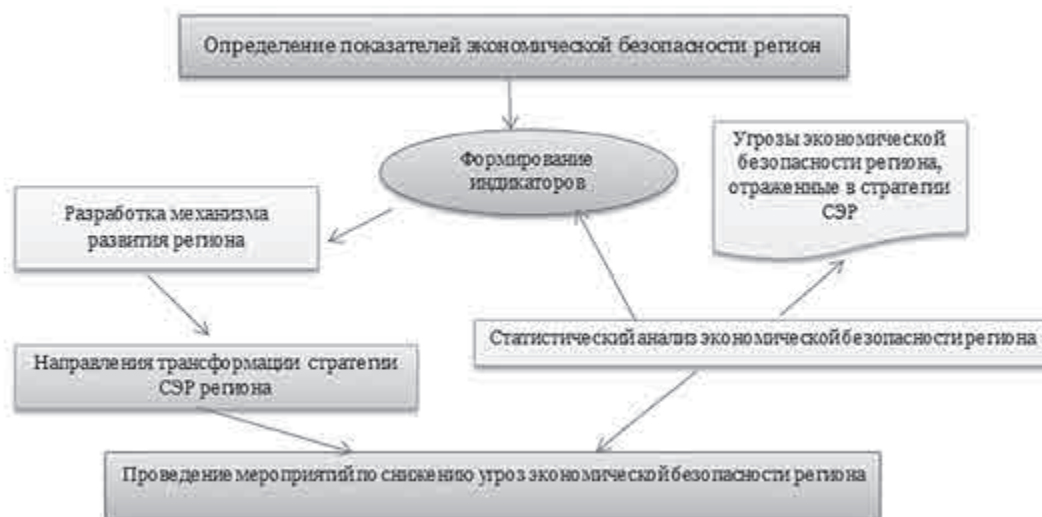 Определение показателей экономической безопасности регион
Формирование
индикаторов
Угрозы экономической
безопасности региона,
отраженные в стратегии
СЭР
Разработка механизма
развития региона
Статистический анализ экономической безопасности региона
Направления трансформации стратегии
СЭР региона
Проведение мероприятий по снижению угроз экономической безопасности региона